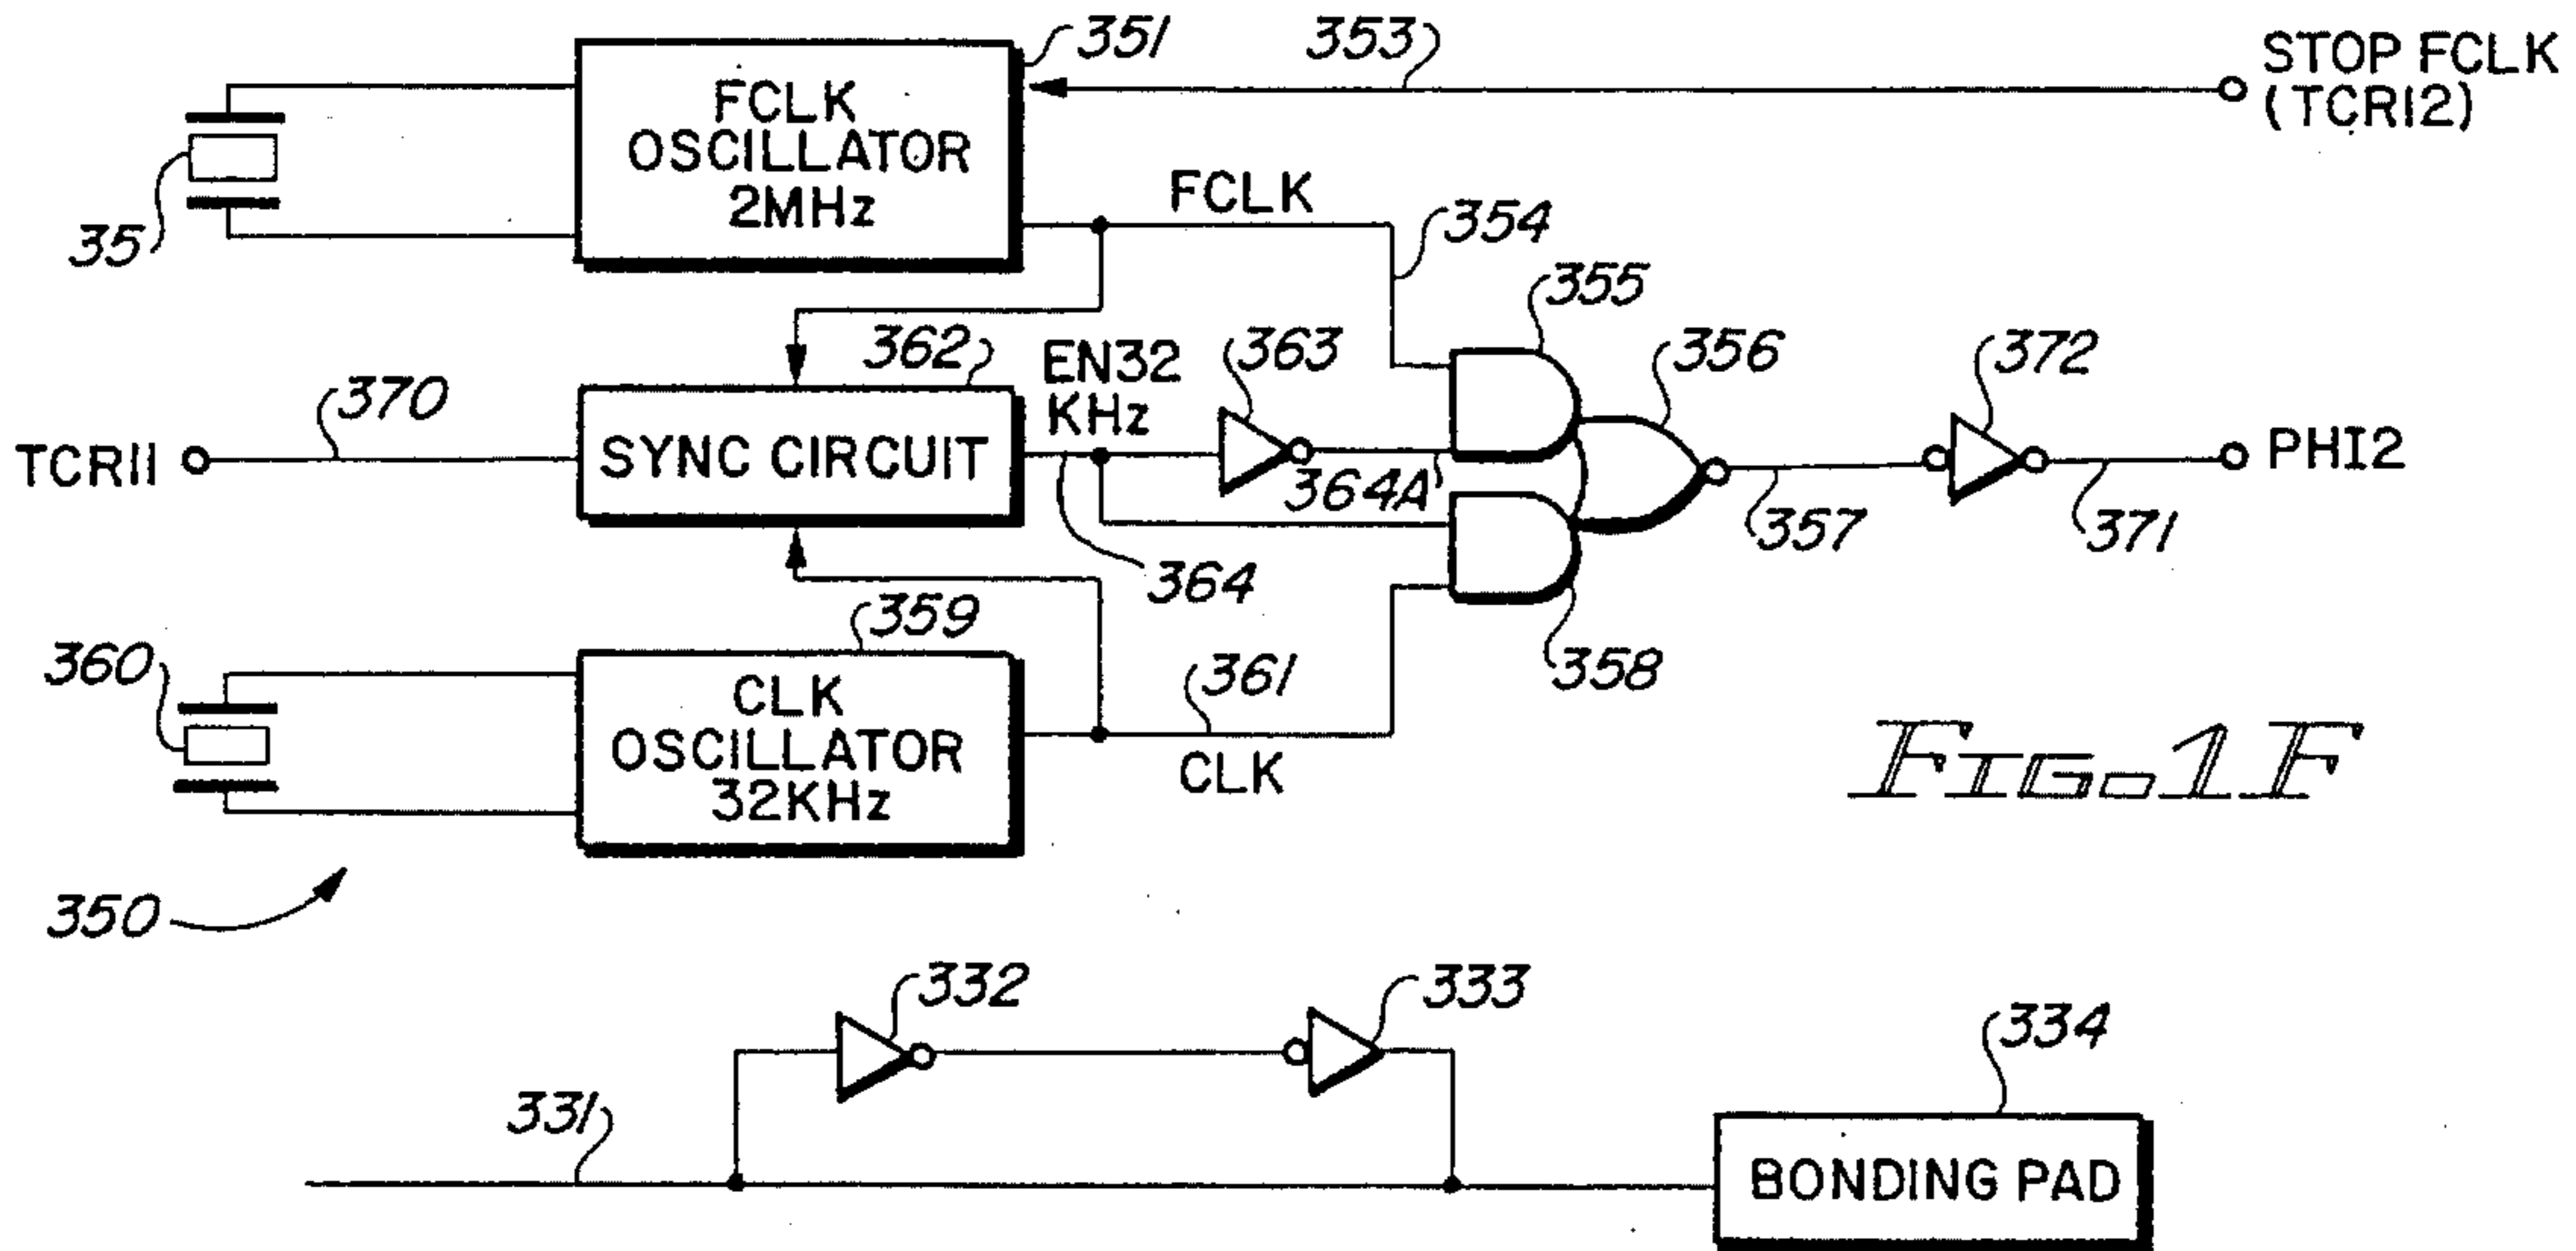 351
353
STOP FCLK
(TCR12)
FCLK
OSCILLATOR
2MHz
35
FCLK
354
355
362
EN32
KHz
363
356
372
370
TCR11
SYNC CIRCUIT
364A
PHI2
357
371
364
359
358
360
CLK
OSCILLATOR
32KHz
361
CLK
FIG. 1F
350
332
333
334
331
BONDING PAD